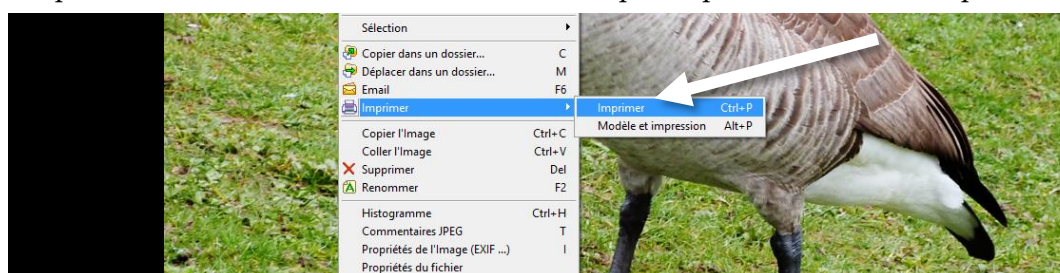 Sélection
Copier dans un dossier... C
Déplacer dans un dossier... M
Email F6
Imprimer
Imprimer Ctrl+P
Modèle et impression Alt+P
Copier l'Image Ctrl+C
Coller l'Image Ctrl+V
Supprimer Del
Renommer F2
Histogramme Ctrl+H
Commentaires JPEG T
Propriétés de l'Image (EXIF ...) I
Propriétés du fichier